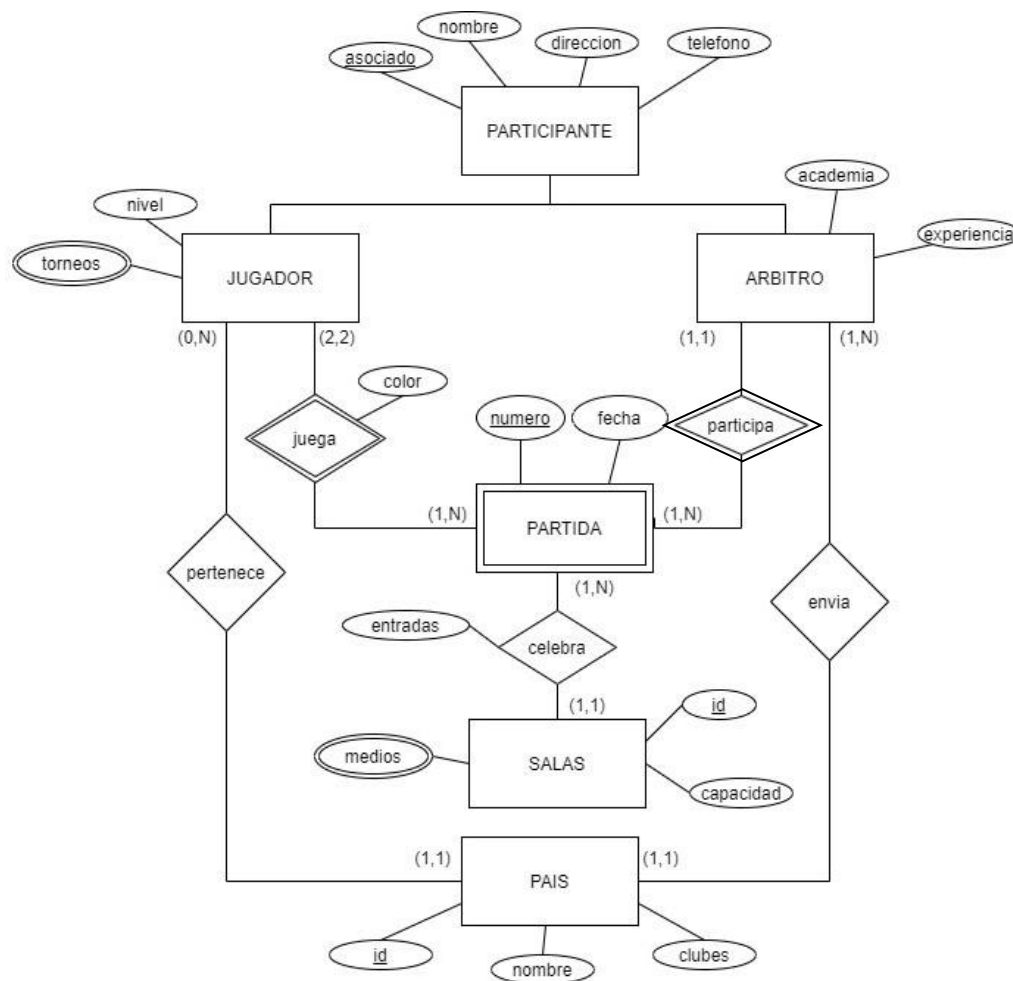 nombre
direccion
telefono
asociado
PARTICIPANTE
academia
nivel
experiencia
torneos
JUGADOR
ARBITRO
(0,N)
(2,2)
(1,1)
(1,N)
color
numero
fecha
participa
juega
(1,N)
PARTIDA
(1,N)
pertenece
(1,N)
envia
entradas
celebra
(1,1)
id
medios
SALAS
capacidad
(1,1)
(1,1)
PAIS
id
nombre
clubes